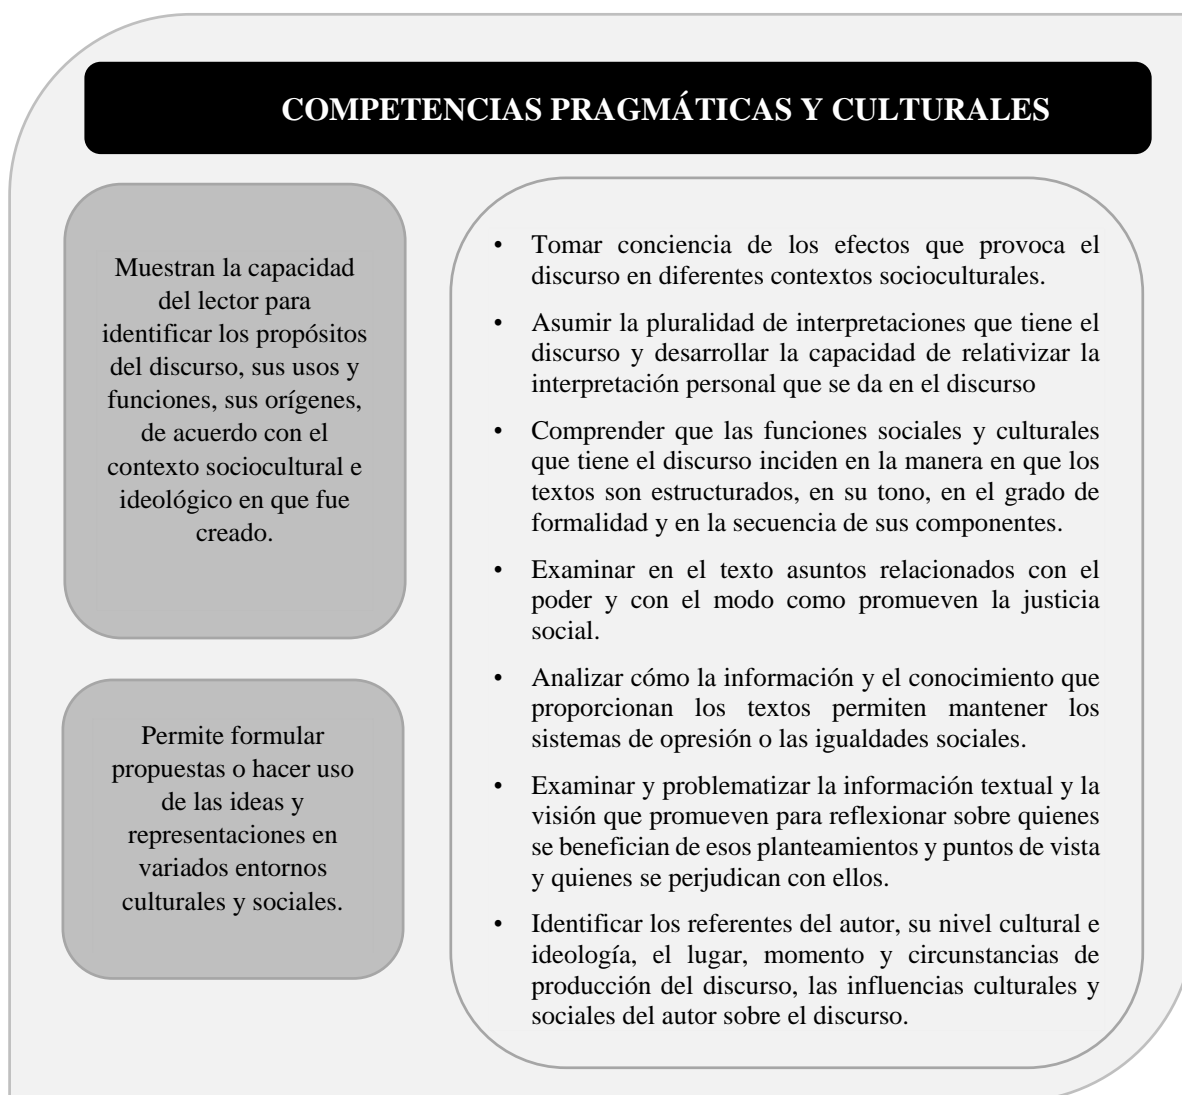 COMPETENCIAS PRAGMÁTICAS Y CULTURALES
Muestran la capacidad
del lector para
identificar los propósitos
del discurso, sus usos y
funciones, sus orígenes,
de acuerdo con el
contexto sociocultural e
ideológico en que fue
creado.
Permite formular
propuestas o hacer uso
de las ideas y
representaciones en
variados entornos
culturales y sociales.
• Tomar conciencia de los efectos que provoca el
discurso en diferentes contextos socioculturales.
• Asumir la pluralidad de interpretaciones que tiene el
discurso y desarrollar la capacidad de relativizar la
interpretación personal que se da en el discurso
• Comprender que las funciones sociales y culturales
que tiene el discurso inciden en la manera en que los
textos son estructurados, en su tono, en el grado de
formalidad y en la secuencia de sus componentes.
• Examinar en el texto asuntos relacionados con el
poder y con el modo como promueven la justicia
social.
• Analizar cómo la información y el conocimiento que
proporcionan los textos permiten mantener los
sistemas de opresión o las igualdades sociales.
• Examinar y problematizar la información textual y la
visión que promueven para reflexionar sobre quienes
se benefician de esos planteamientos y puntos de vista
y quienes se perjudican con ellos.
• Identificar los referentes del autor, su nivel cultural e
ideología, el lugar, momento y circunstancias de
producción del discurso, las influencias culturales y
sociales del autor sobre el discurso.